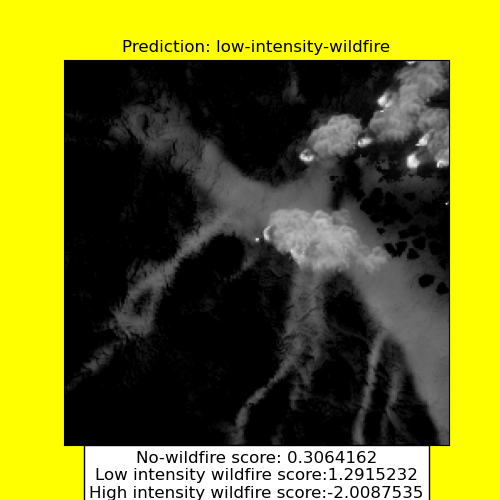 Prediction: low-intensity-wildfire
No-wildfire score: 0.3064162
Low intensity wildfire score:1.2915232
High intensity wildfire score:-2.0087535